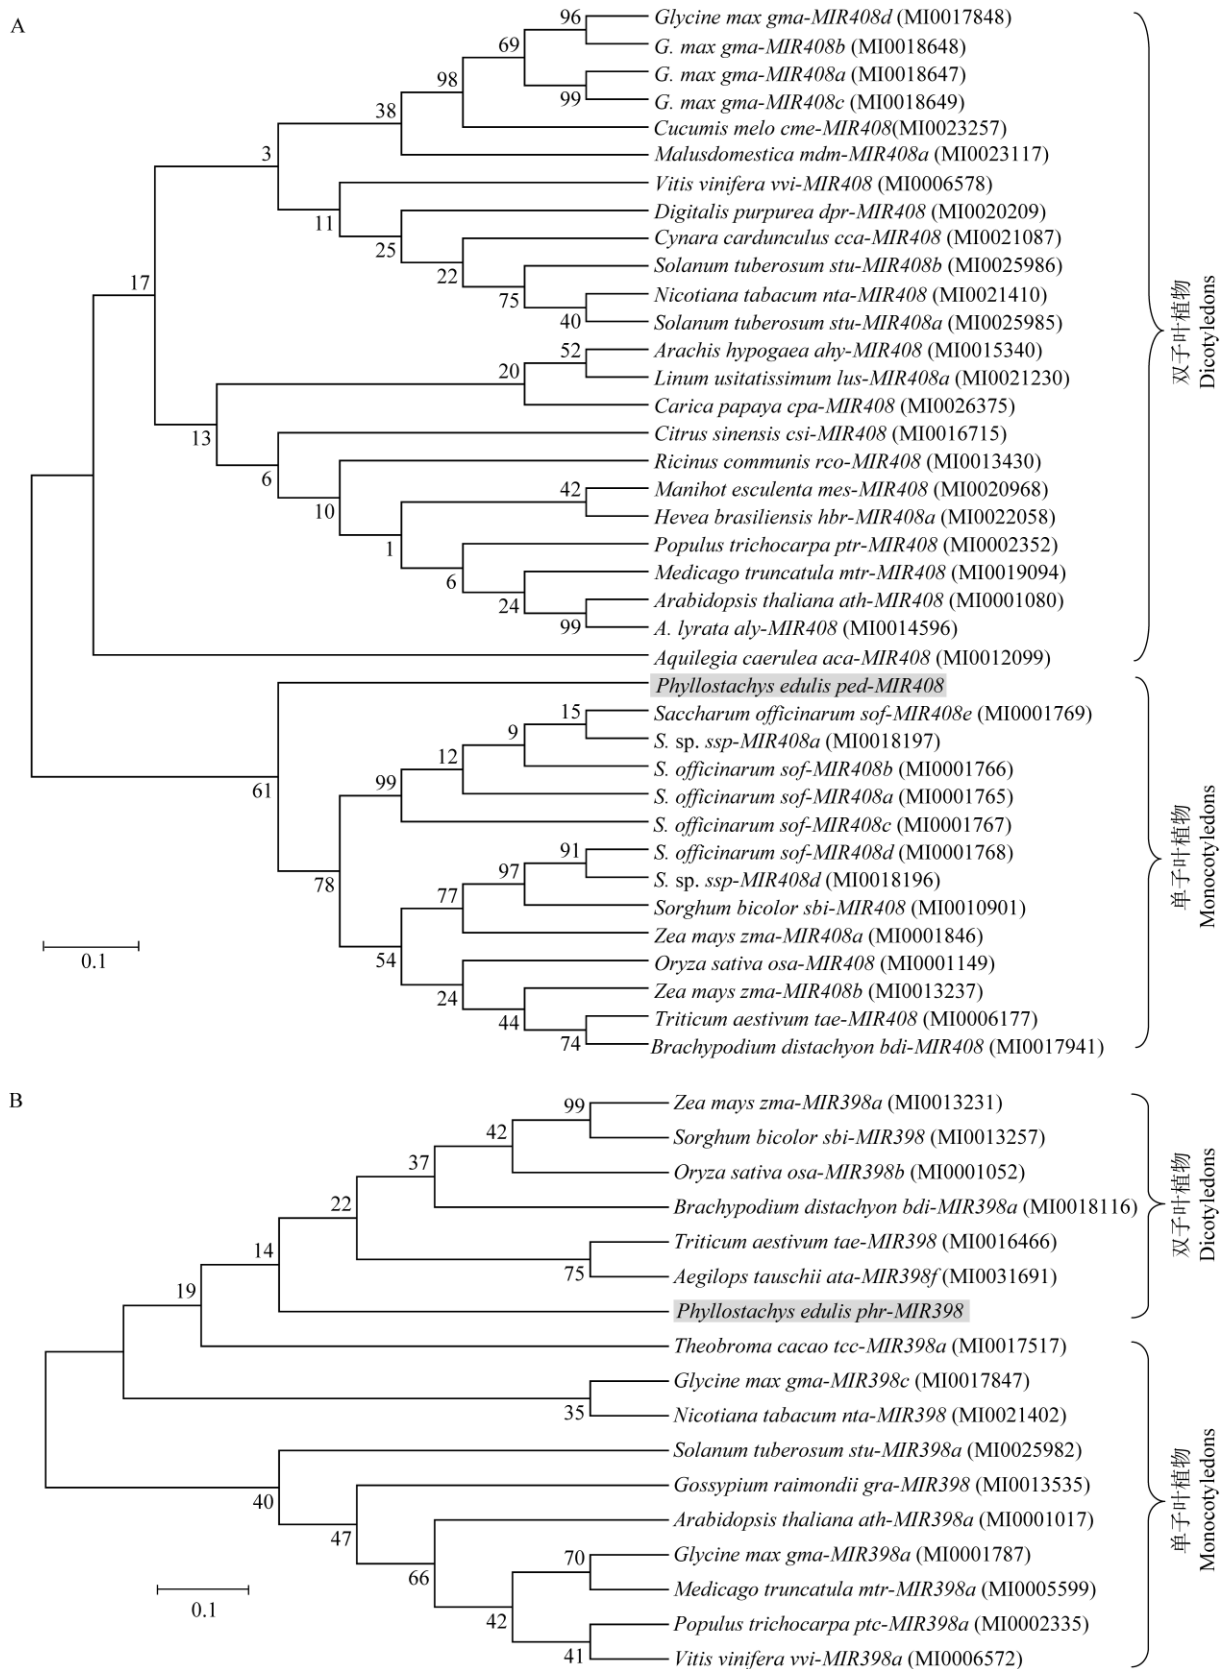 A
96
Glycine max gma-MIR408d (MI0017848)
69
G. max gma-MIR408b (MI0018648)
98
G. max gma-MIR408a (MI0018647)
99
G. max gma-MIR408c (MI0018649)
38
Cucumis melo cme-MIR408(MI0023257)
3
Malusdomestica mdm-MIR408a (MI0023117)
Vitis vinifera vvi-MIR408 (MI0006578)
11
Digitalis purpurea dpr-MIR408 (MI0020209)
25
Cynara cardunculus cca-MIR408 (MI0021087)
22
Solanum tuberosum stu-MIR408b (MI0025986)
17
75
Nicotiana tabacum nta-MIR408 (MI0021410)
40
Solanum tuberosum stu-MIR408a (MI0025985)
52
Arachis hypogaea ahy-MIR408 (MI0015340)
20
Linum usitatissimum lus-MIR408a (MI0021230)
Carica papaya cpa-MIR408 (MI0026375)
13
Citrus sinensis csi-MIR408 (MI0016715)
6
Ricinus communis rco-MIR408 (MI0013430)
10
42
Manihot esculenta mes-MIR408 (MI0020968)
Hevea brasiliensis hbr-MIR408a (MI0022058)
1
Populus trichocarpa ptr-MIR408 (MI0002352)
6
Medicago truncatula mtr-MIR408 (MI0019094)
24
Arabidopsis thaliana ath-MIR408 (MI0001080)
99
A. lyrata aly-MIR408 (MI0014596)
Aquilegia caerulea aca-MIR408 (MI0012099)
双子叶植物
Dicotyledons
Phyllostachys edulis ped-MIR408
15
Saccharum officinarum sof-MIR408e (MI0001769)
9
S. sp. ssp-MIR408a (MI0018197)
12
S. officinarum sof-MIR408b (MI0001766)
61
99
S. officinarum sof-MIR408a (MI0001765)
S. officinarum sof-MIR408c (MI0001767)
91
S. officinarum sof-MIR408d (MI0001768)
97
78
S. sp. ssp-MIR408d (MI0018196)
77
Sorghum bicolor sbi-MIR408 (MI0010901)
Zea mays zma-MIR408a (MI0001846)
54
Oryza sativa osa-MIR408 (MI0001149)
24
Zea mays zma-MIR408b (MI0013237)
44
Triticum aestivum tae-MIR408 (MI0006177)
74
Brachypodium distachyon bdi-MIR408 (MI0017941)
单子叶植物
Monocotyledons
0.1
B
99
Zea mays zma-MIR398a (MI0013231)
42
Sorghum bicolor sbi-MIR398 (MI0013257)
37
Oryza sativa osa-MIR398b (MI0001052)
22
Brachypodium distachyon bdi-MIR398a (MI0018116)
14
Triticum aestivum tae-MIR398 (MI0016466)
75
Aegilops tauschii ata-MIR398f (MI0031691)
19
Phyllostachys edulis phr-MIR398
双子叶植物
Dicotyledons
Theobroma cacao tcc-MIR398a (MI0017517)
Glycine max gma-MIR398c (MI0017847)
35
Nicotiana tabacum nta-MIR398 (MI0021402)
Solanum tuberosum stu-MIR398a (MI0025982)
40
Gossypium raimondii gra-MIR398 (MI0013535)
47
Arabidopsis thaliana ath-MIR398a (MI0001017)
70
Glycine max gma-MIR398a (MI0001787)
66
Medicago truncatula mtr-MIR398a (MI0005599)
42
Populus trichocarpa ptc-MIR398a (MI0002335)
41
Vitis vinifera vvi-MIR398a (MI0006572)
单子叶植物
Monocotyledons
0.1